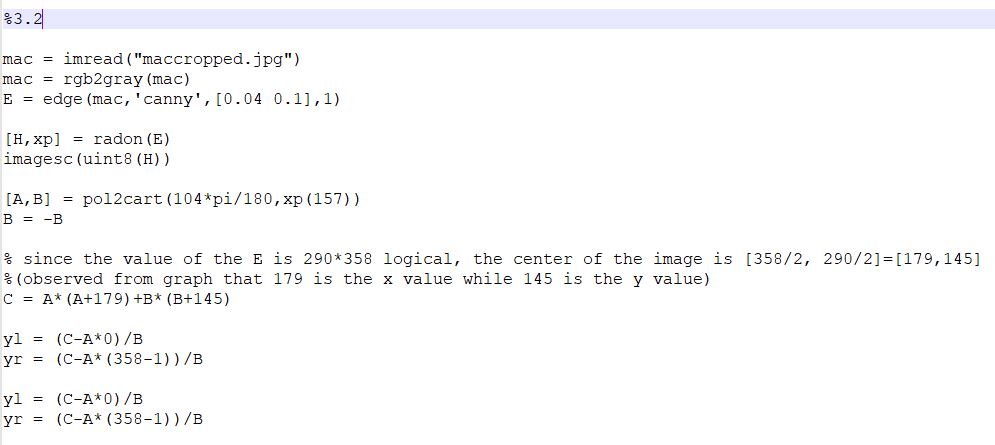 %3.2
mac = imread("maccropped.jpg")
mac = rgb2gray(mac)
E = edge(mac,'canny',[0.04 0.1],1)
[H,xp] = radon(E)
imagesc(uint8(H))
[A,B] = pol2cart(104*pi/180,xp(157))
B = -B
% since the value of the E is 290*358 logical, the center of the image is [358/2, 290/2]=[179,145]
%(observed from graph that 179 is the x value while 145 is the y value)
C = A*(A+179)+B*(B+145)
yl = (C-A*0)/B
yr = (C-A*(358-1))/B
yl = (C-A*0)/B
yr = (C-A*(358-1))/B